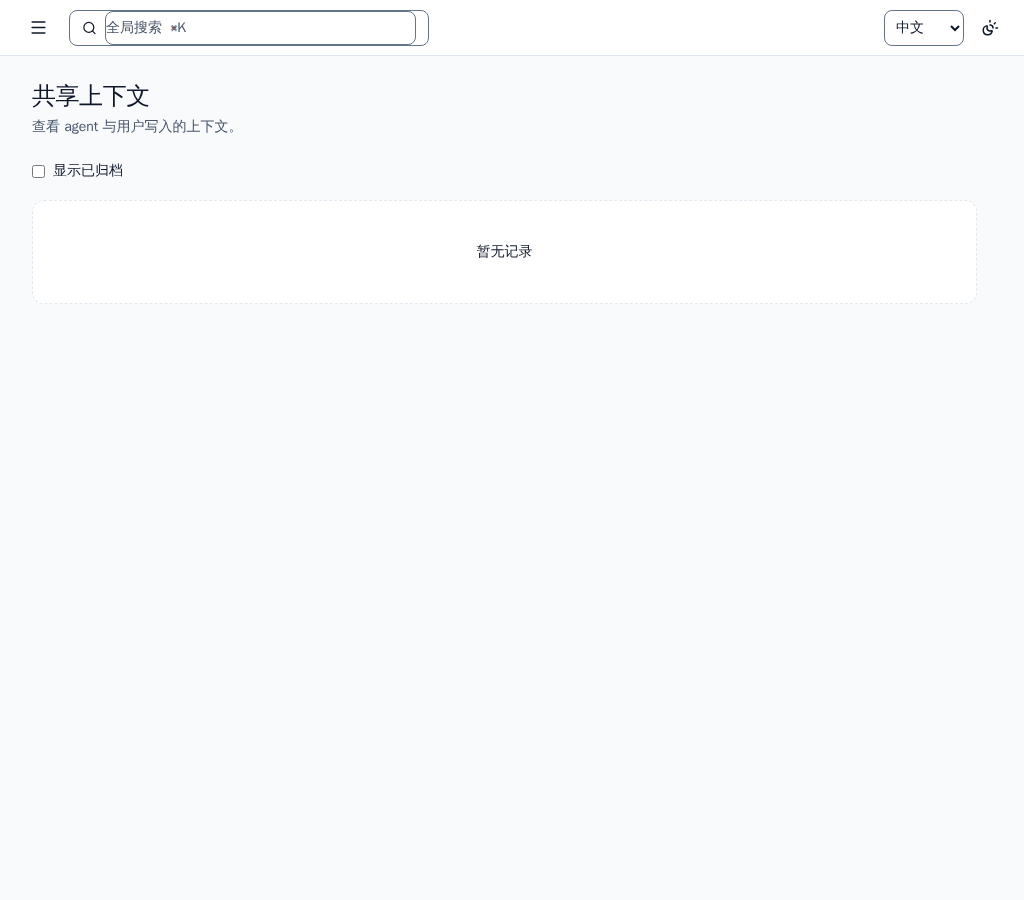 全局搜索 ⌘K
中文
共享上下文
查看 agent 与用户写入的上下文。
显示已归档
暂无记录